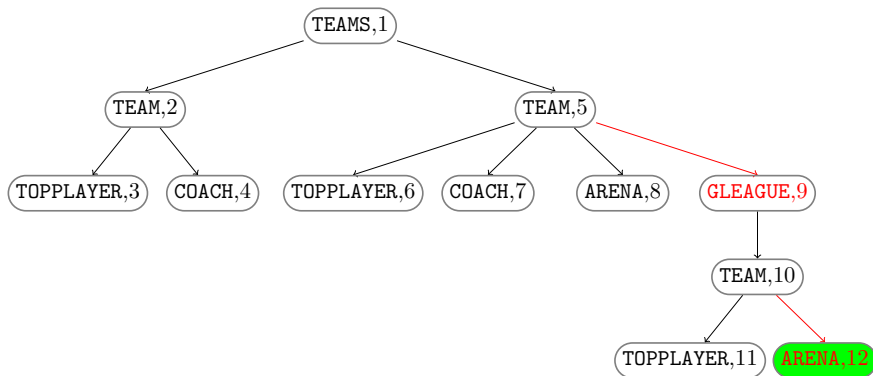 TEAMS,1
TEAM,2
TEAM,5
TOPPLAYER,3
COACH,4
TOPPLAYER,6
COACH,7
ARENA,8
GLEAGUE,9
TEAM,10
TOPPLAYER,11
ARENA,12